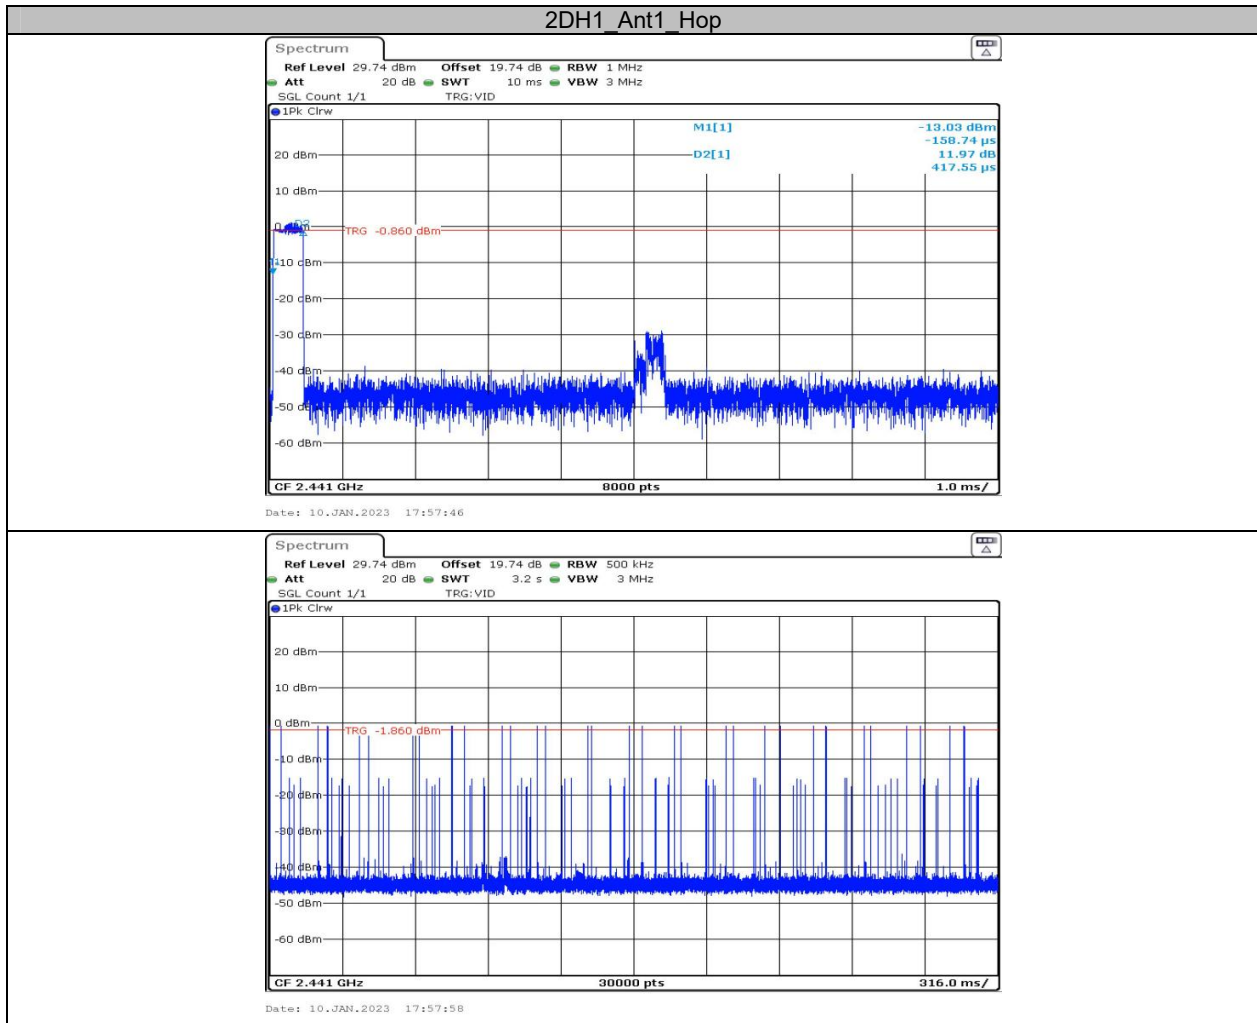 2DH1_Ant1_Hop
Spectrum
Ref Level 29.74 dBm Offset 19.74 dB RBW 1 MHz
Att 20 dB SWT 10 ms VBW 3 MHz
SGL Count 1/1 TRG:VID
1Pk Clrw
M1[1] -13.03 dBm
-158.74 µs
D2[1] 11.97 dB
417.55 µs
20 dBm
10 dBm
TRG -0.860 dBm
-10 dBm
-20 dBm
-30 dBm
-40 dBm
-50 dBm
-60 dBm
CF 2.441 GHz 8000 pts 1.0 ms/
Date: 10.JAN.2023 17:57:46
Spectrum
Ref Level 29.74 dBm Offset 19.74 dB RBW 500 kHz
Att 20 dB SWT 3.2 s VBW 3 MHz
SGL Count 1/1 TRG:VID
1Pk Clrw
20 dBm
10 dBm
0 dBm
TRG -1.860 dBm
-10 dBm
-20 dBm
-30 dBm
-40 dBm
-50 dBm
-60 dBm
CF 2.441 GHz 30000 pts 316.0 ms/
Date: 10.JAN.2023 17:57:58